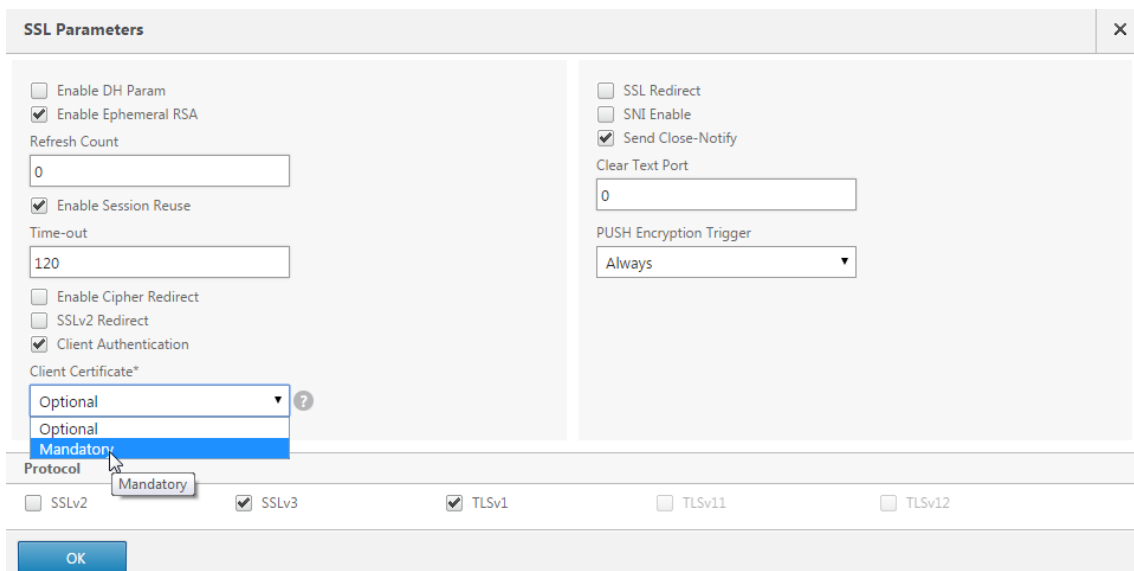 SSL Parameters
Enable DH Param
Enable Ephemeral RSA
Refresh Count
0
Enable Session Reuse
Time-out
120
Enable Cipher Redirect
SSLv2 Redirect
Client Authentication
Client Certificate*
Optional
?
Optional
Mandatory
Mandatory
SSL Redirect
SNI Enable
Send Close-Notify
Clear Text Port
0
PUSH Encryption Trigger
Always
Protocol
SSLv2 SSLv3 TLSv1 TLSv11 TLSv12
OK